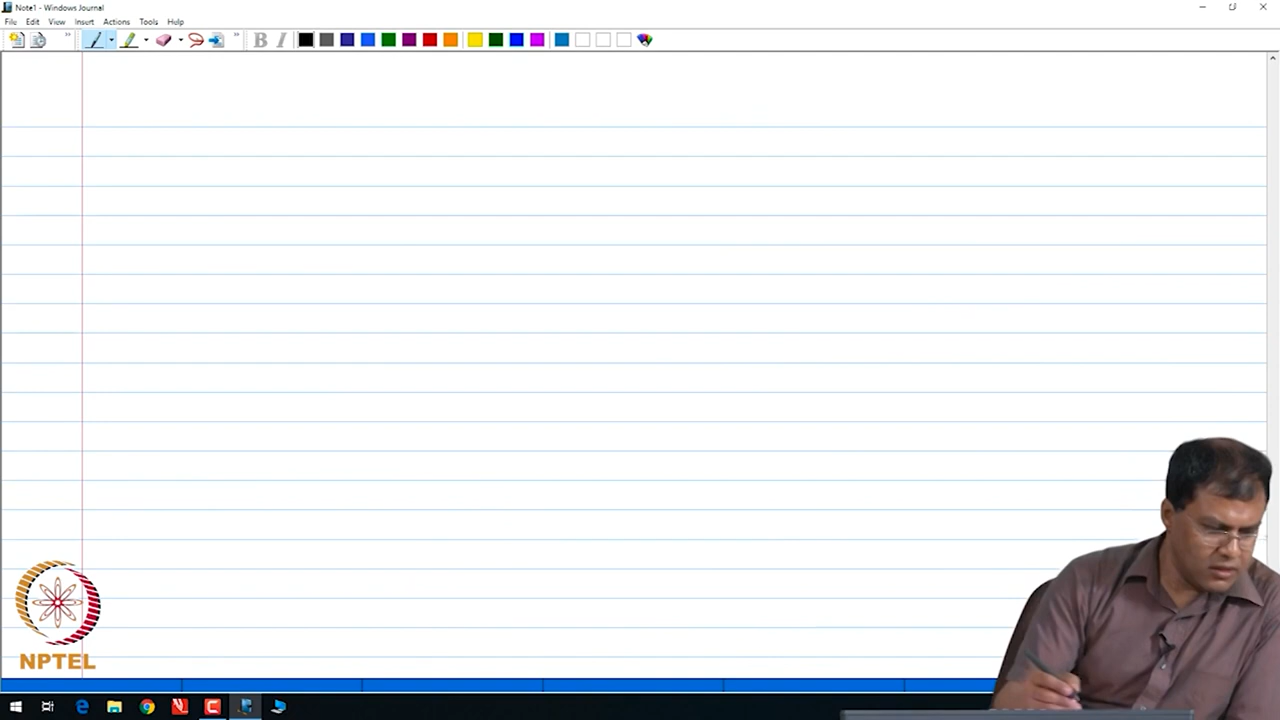 Note1 - Windows Journal
File Edit View Insert Actions Tools Help
B I
NPTEL